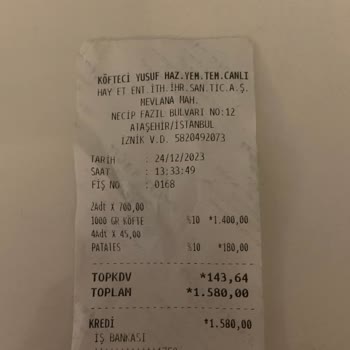 KÖFTECİ YUSUF HAZ.YEM.TEM.CANLI
HAY ET ENT.İTH.İHR.SAN.TİC.A.Ş.
MEVLANA MAH.
NECİP FAZIL BULVARI NO:12
ATAŞEHİR/İSTANBUL
İZNİK V.D. 5820492073
TARİH : 24/12/2023
SAAT : 13:33:49
FİŞ NO : 0168
2Adt X 700,00
1000 GR KÖFTE %10 *1.400,00
4Adt X 45,00
PATATES %10 *180,00
TOPKDV *143,64
TOPLAM *1.580,00
KREDİ *1.580,00
İŞ BANKASI